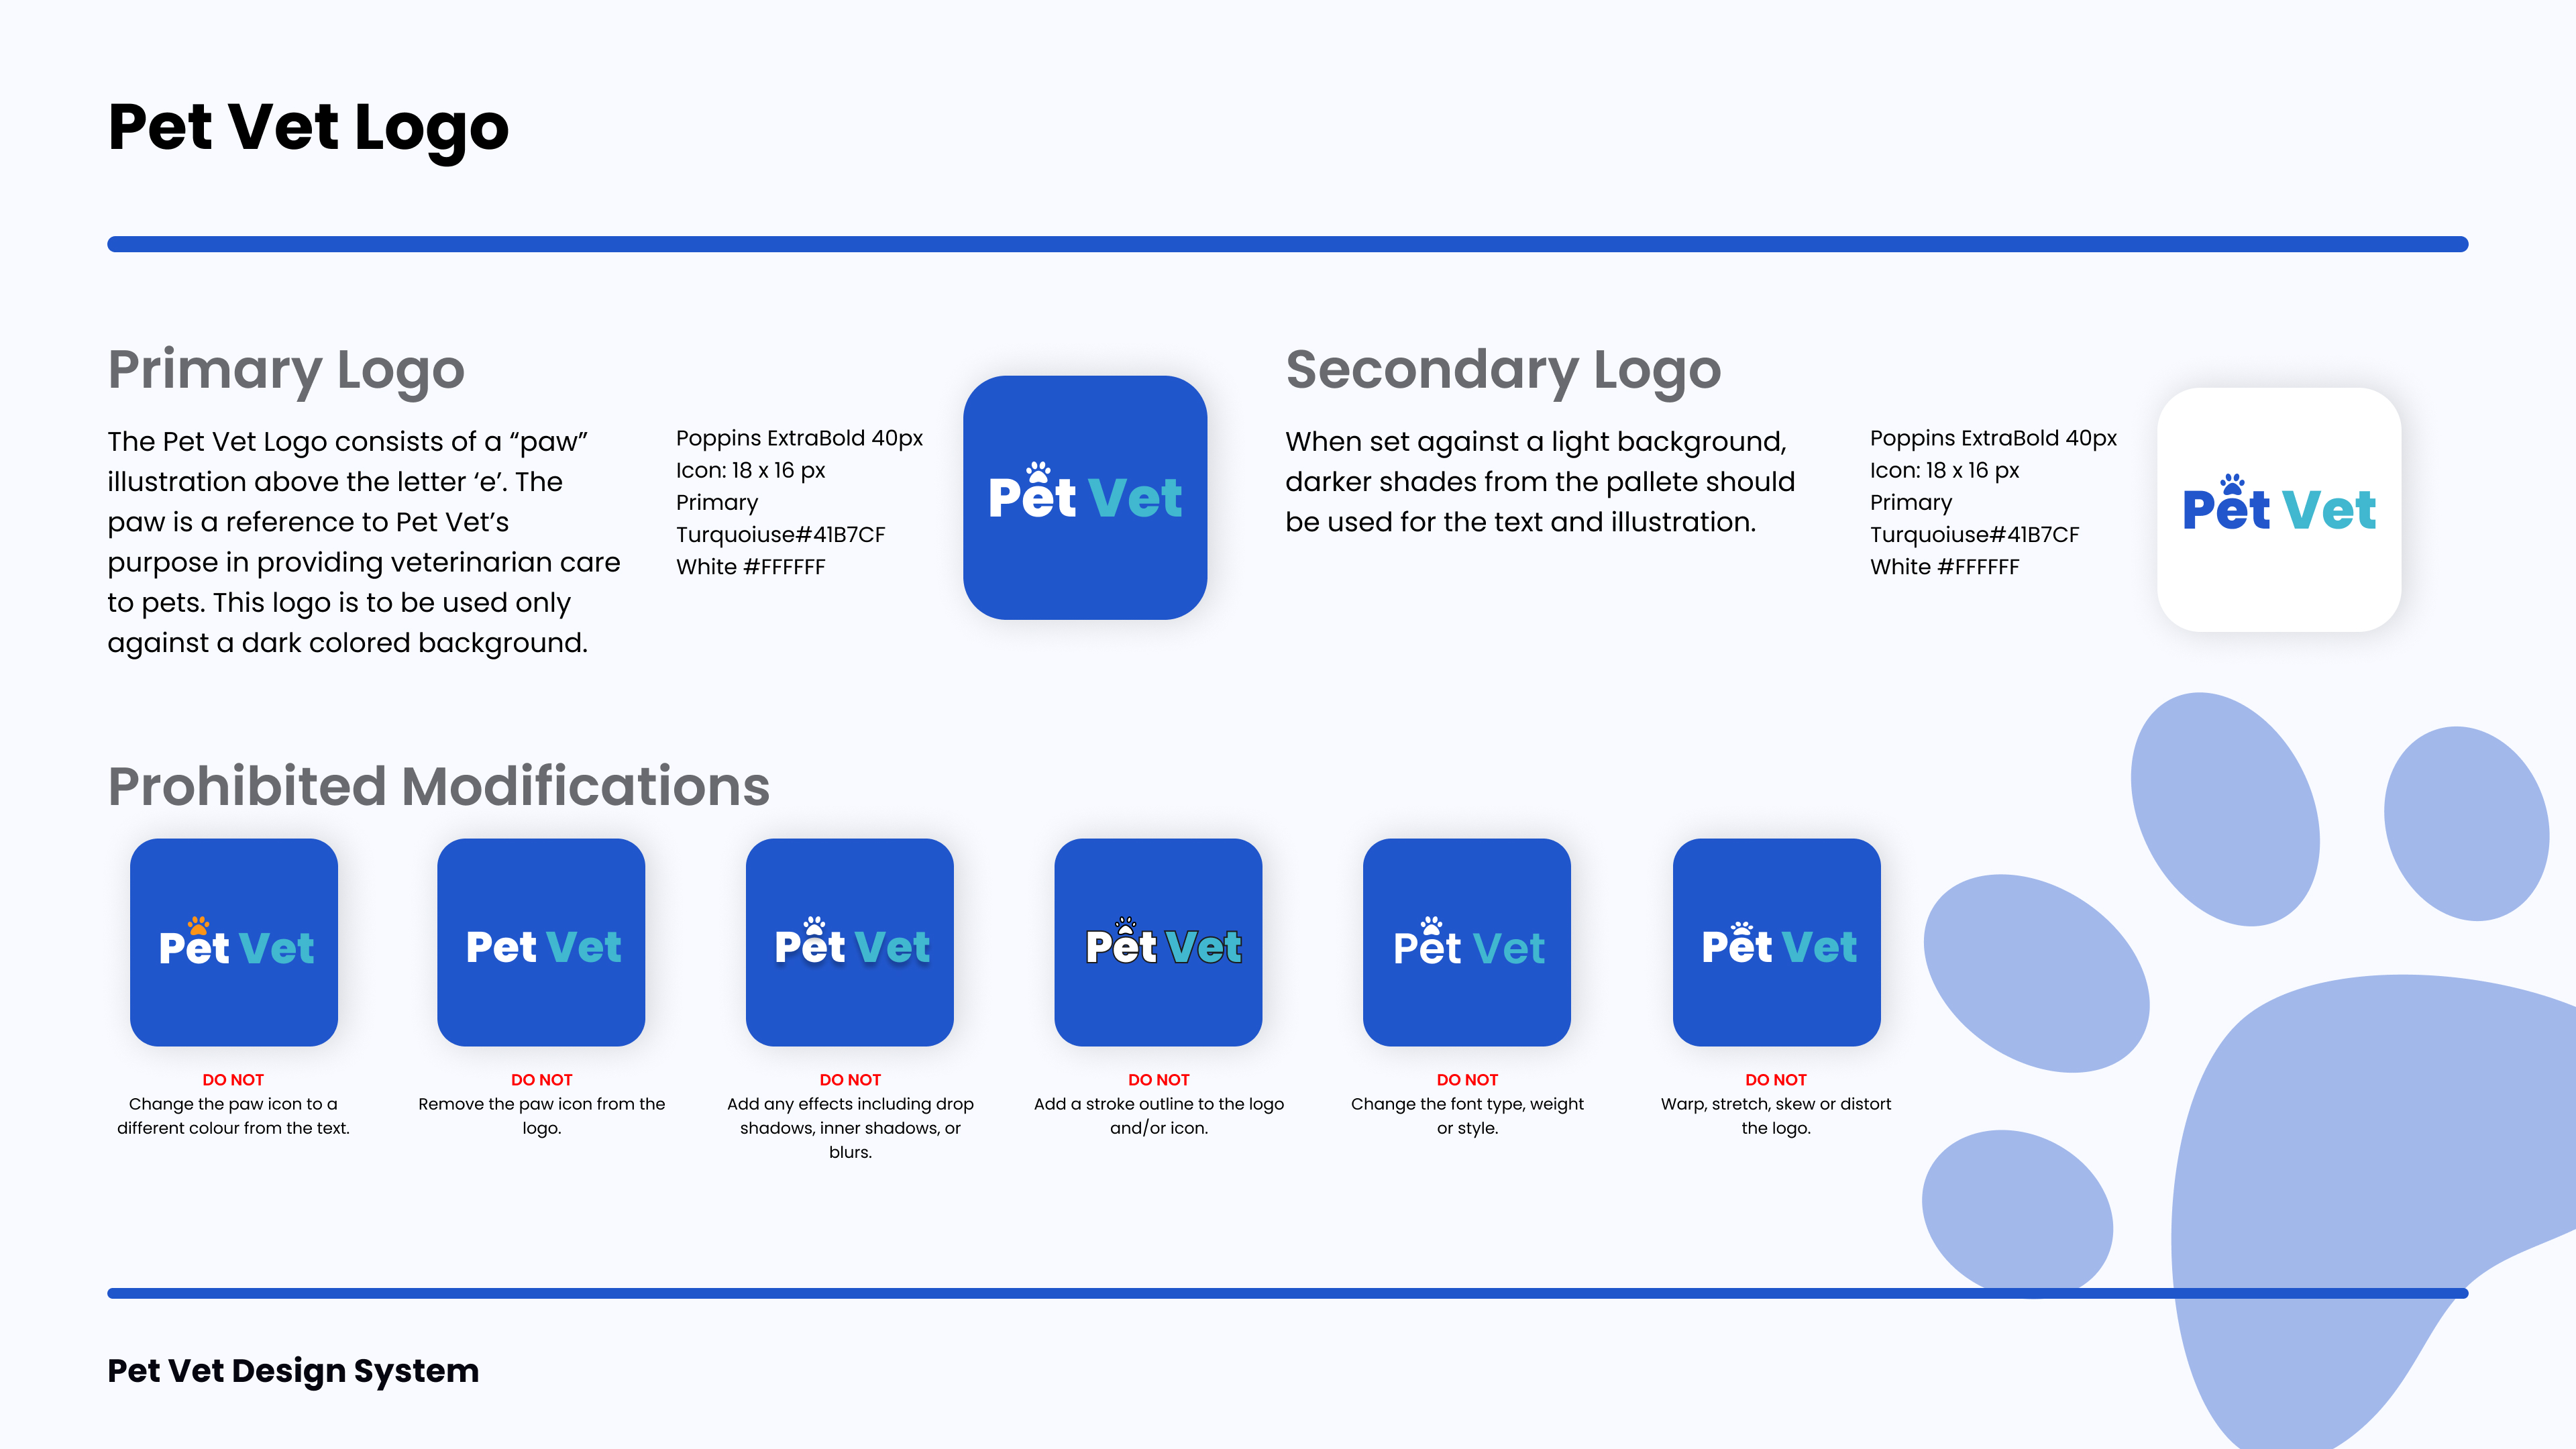 Pet Vet Logo
Primary Logo
The Pet Vet Logo consists of a “paw”
illustration above the letter ‘e’. The
paw is a reference to Pet Vet’s
purpose in providing veterinarian care
to pets. This logo is to be used only
against a dark colored background.
Poppins ExtraBold 40px
Icon: 18 x 16 px
Primary
Turquoiuse#41B7CF
White #FFFFFF
Pet Vet
Secondary Logo
When set against a light background,
darker shades from the pallete should
be used for the text and illustration.
Poppins ExtraBold 40px
Icon: 18 x 16 px
Primary
Turquoiuse#41B7CF
White #FFFFFF
Pet Vet
Prohibited Modifications
Pet Vet
DO NOT
Change the paw icon to a
different colour from the text.
Pet Vet
DO NOT
Remove the paw icon from the
logo.
Pet Vet
DO NOT
Add any effects including drop
shadows, inner shadows, or
blurs.
Pet Vet
DO NOT
Add a stroke outline to the logo
and/or icon.
Pet Vet
DO NOT
Change the font type, weight
or style.
Pet Vet
DO NOT
Warp, stretch, skew or distort
the logo.
Pet Vet Design System